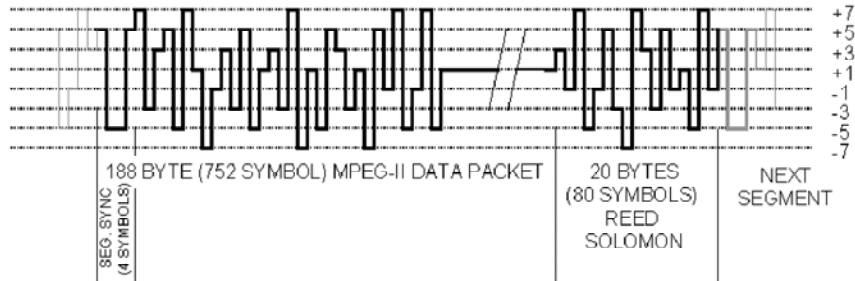 +7
+5
+3
+1
-1
-3
-5
-7
SEG. SYNC
(4 SYMBOLS)
188 BYTE (752 SYMBOL) MPEG-II DATA PACKET
20 BYTES
(80 SYMBOLS)
REED
SOLOMON
NEXT
SEGMENT